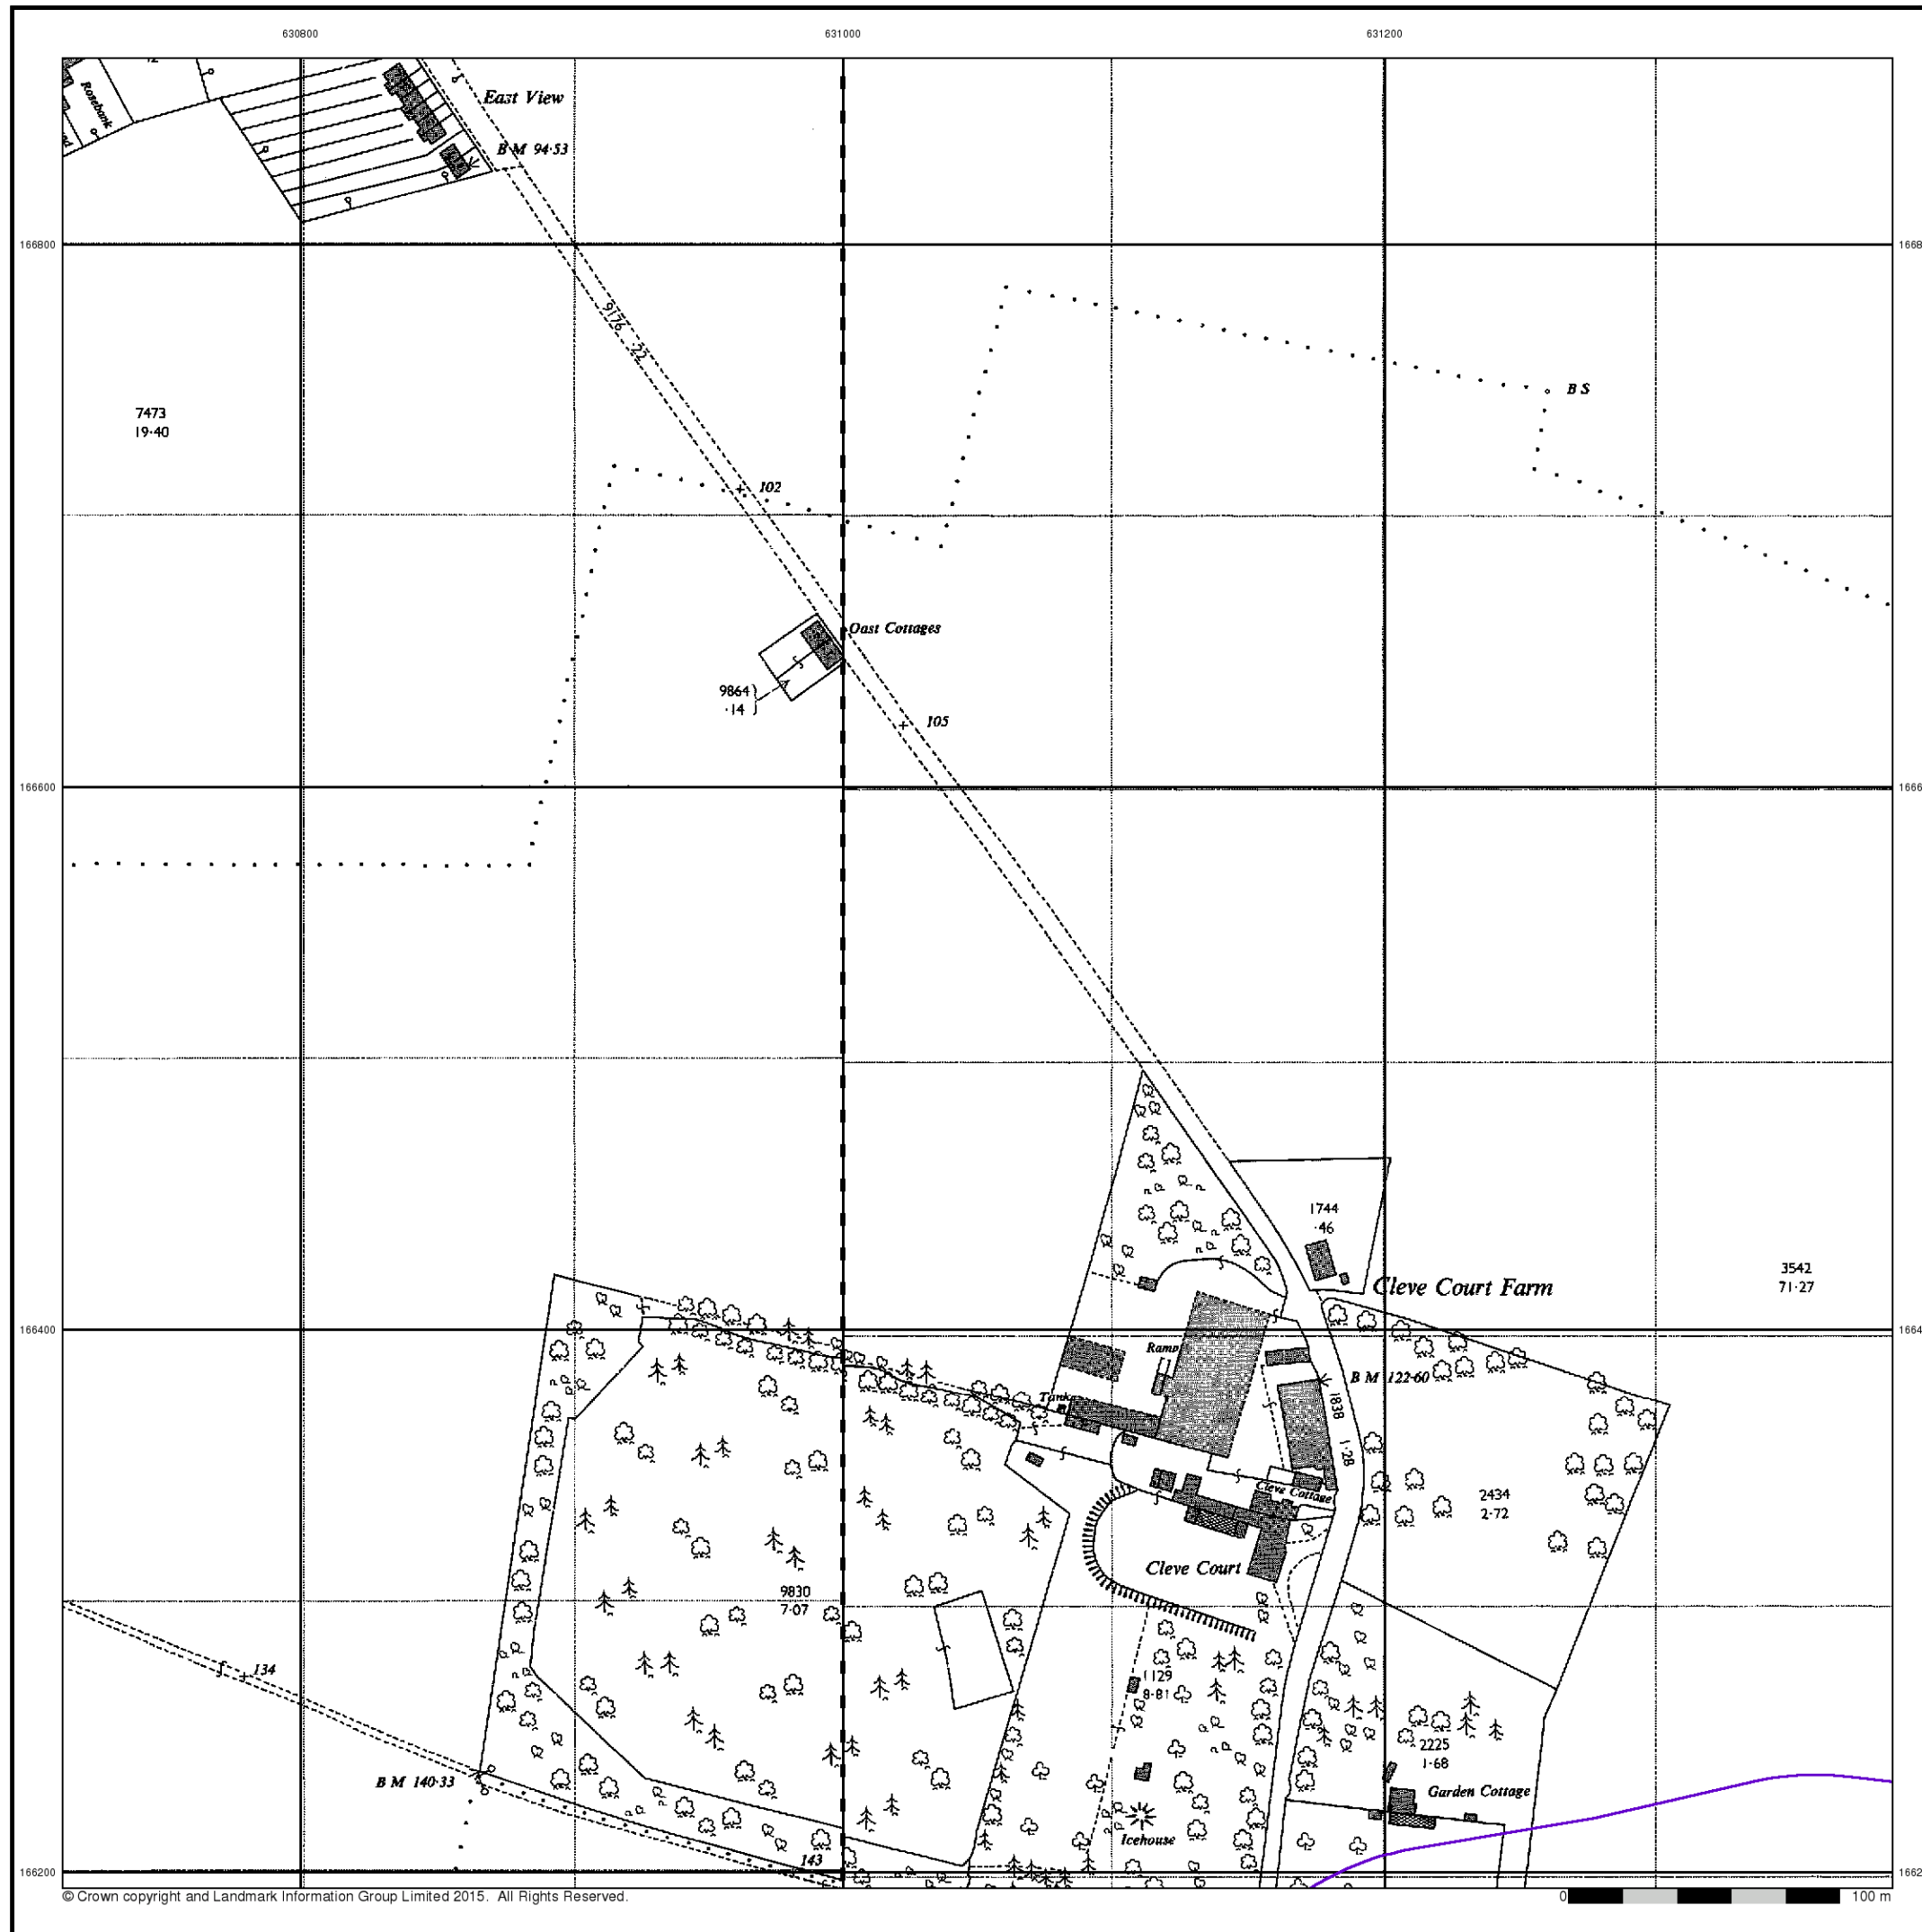 630800
631000
631200
12
Rosebank
East View
B M 94·53
166800
9176
·22
B S
7473
19·40
102
Oast Cottages
9864
·14
105
166600
1744
·46
Cleve Court Farm
3542
71·27
166400
Ramp
B M 122·60
Tanks
1838
1·28
Cleve Cottage
2434
2·72
Cleve Court
9830
7·07
134
1129
8·81
2225
1·68
B M 140·33
Garden Cottage
Icehouse
143
166200
© Crown copyright and Landmark Information Group Limited 2015. All Rights Reserved.
0 100 m